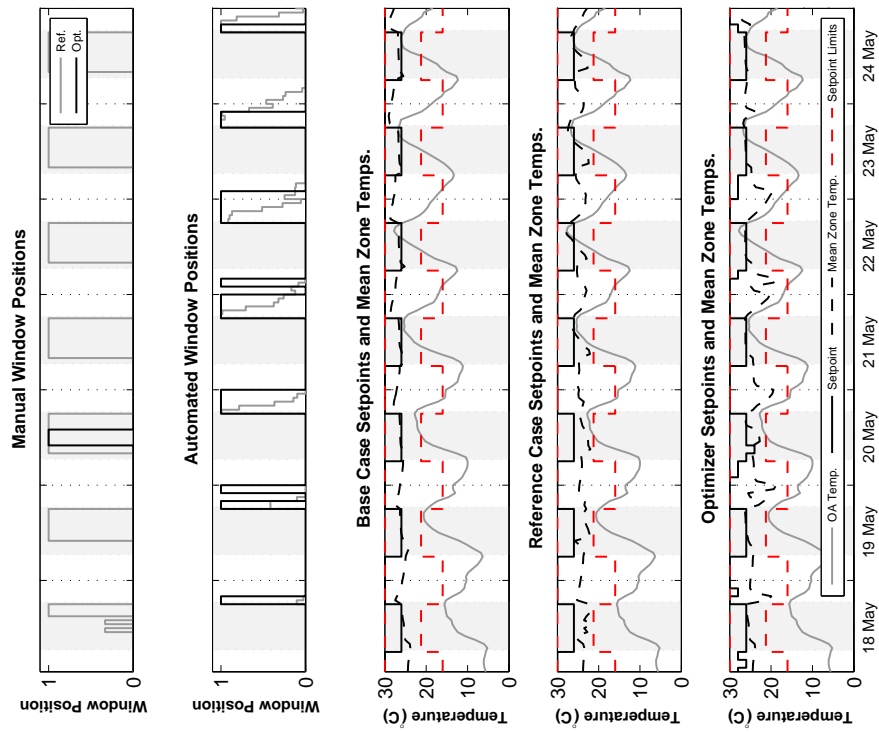 Manual Window Positions
Window Position
1
0
Ref.
Opt.
Automated Window Positions
Window Position
1
0
Base Case Setpoints and Mean Zone Temps.
Temperature (°C)
30
20
10
0
Reference Case Setpoints and Mean Zone Temps.
Temperature (°C)
30
20
10
0
Optimizer Setpoints and Mean Zone Temps.
Temperature (°C)
30
20
10
0
OA Temp.
Setpoint
Mean Zone Temp.
Setpoint Limits
18 May
19 May
20 May
21 May
22 May
23 May
24 May